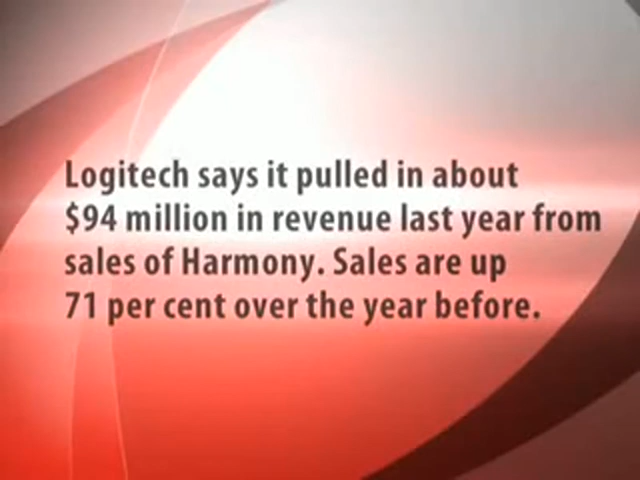 Logitech says it pulled in about
$94 million in revenue last year from
sales of Harmony. Sales are up
71 per cent over the year before.